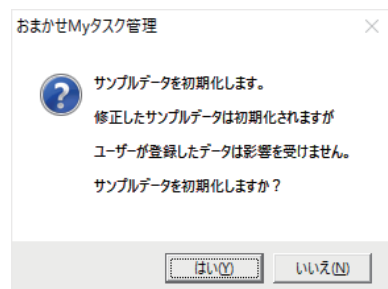 おまかせMyタスク管理
サンプルデータを初期化します。
修正したサンプルデータは初期化されますが
ユーザーが登録したデータは影響を受けません。
サンプルデータを初期化しますか？
はい(Y) いいえ(N)